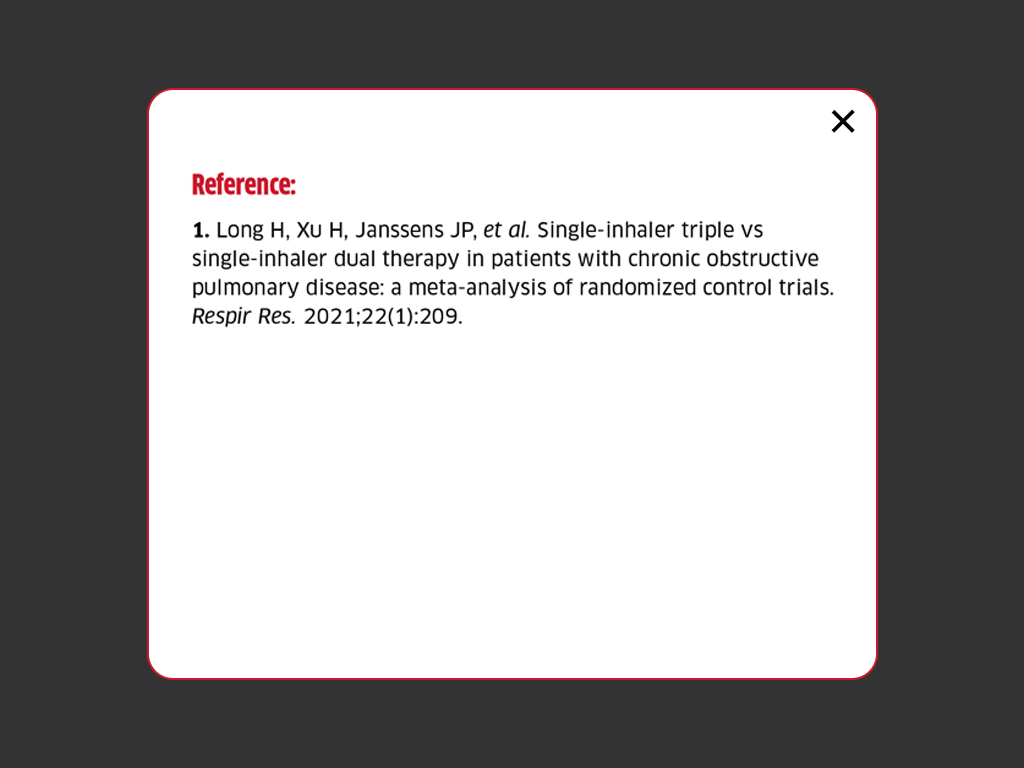 Reference:
1. Long H, Xu H, Janssens JP, et al. Single-inhaler triple vs
single-inhaler dual therapy in patients with chronic obstructive
pulmonary disease: a meta-analysis of randomized control trials.
Respir Res. 2021;22(1):209.